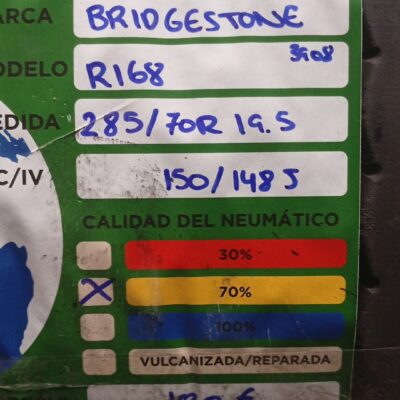 ARCA BRIDGESTONE
ODELO R168 3908
EDIDA 285/70R 19.5
C/IV 150/148 J
CALIDAD DEL NEUMÁTICO
30%
X 70%
100%
VULCANIZADA/REPARADA